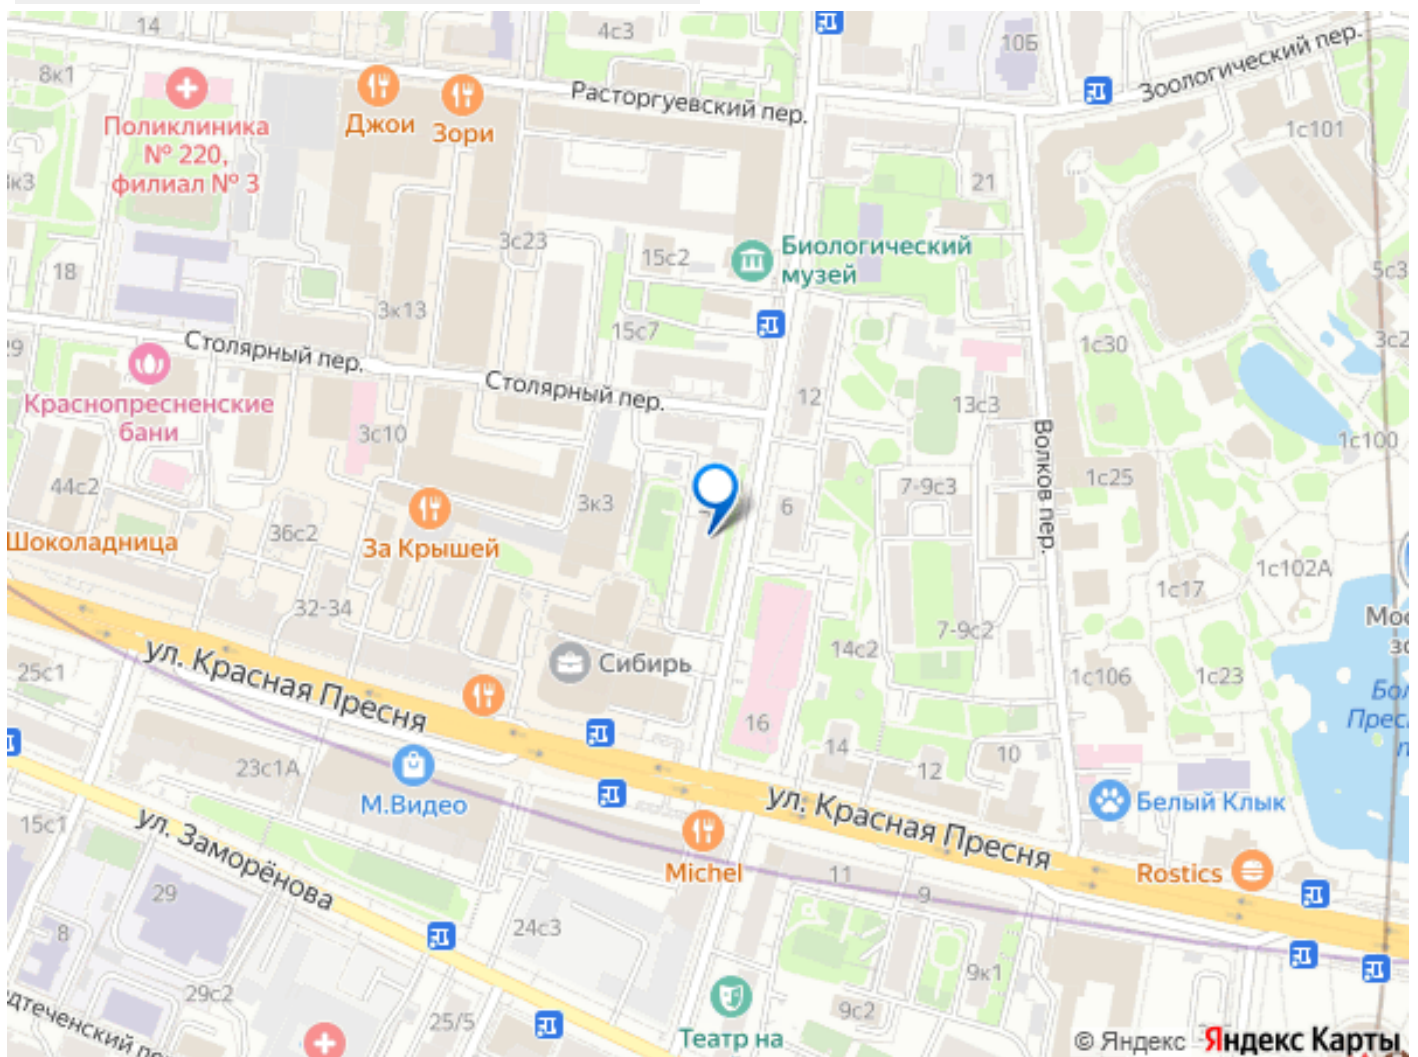 14
4с3
10Б
Зоологический пер.
8к1
Расторгуевский пер.
Джои
Зори
Поликлиника
№ 220,
филиал № 3
1с101
21
3с23
15с2
Биологический
музей
18
5с3
3к13
15с7
Столярный пер.
29
1с30
3с2
Столярный пер.
Краснопресненские
бани
12
13с3
3с10
1с100
Волков пер.
44с2
3к3
6
7-9с3
1с25
36с2
Шоколадница
За Крышей
1с102А
1с17
32-34
7-9с2
14с2
ул. Красная Пресня
Сибирь
25с1
1с106
1с23
16
14
12
10
23с1А
М.Видео
ул. Красная Пресня
Белый Клык
15с1
ул. Заморёнова
Michel
11
9
Rostics
29
24с3
8
29с2
9к1
9с2
25/5
Театр на
© Яндекс Яндекс Карты